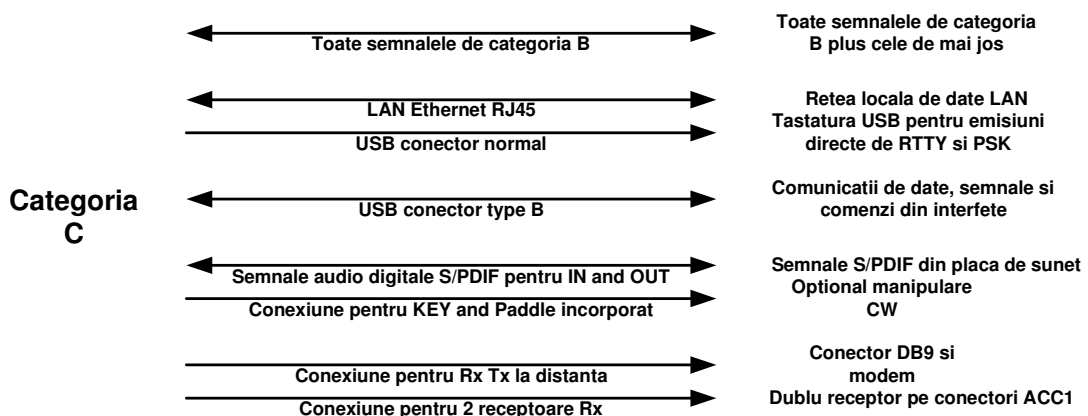 Toate semnalele de categoria B
Toate semnalele de categoria
B plus cele de mai jos
LAN Ethernet RJ45
Retea locala de date LAN
USB conector normal
Tastatura USB pentru emisiuni
directe de RTTY si PSK
Categoria
C
USB conector type B
Comunicatii de date, semnale si
comenzi din interfete
Semnale audio digitale S/PDIF pentru IN and OUT
Semnale S/PDIF din placa de sunet
Conexiune pentru KEY and Paddle incorporat
Optional manipulare
CW
Conexiune pentru Rx Tx la distanta
Conector DB9 si
modem
Conexiune pentru 2 receptoare Rx
Dublu receptor pe conectori ACC1